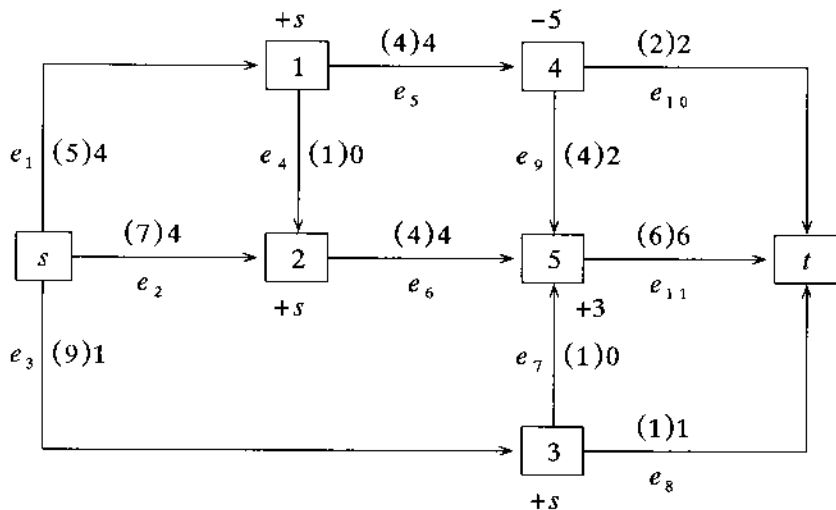 +s
(4)4
-5
(2)2
1
4
e5
e10
e1
(5)4
e4
(1)0
e9
(4)2
(7)4
(4)4
(6)6
s
2
5
t
e2
e6
e11
+s
+3
e3
(9)1
e7
(1)0
(1)1
3
e8
+s